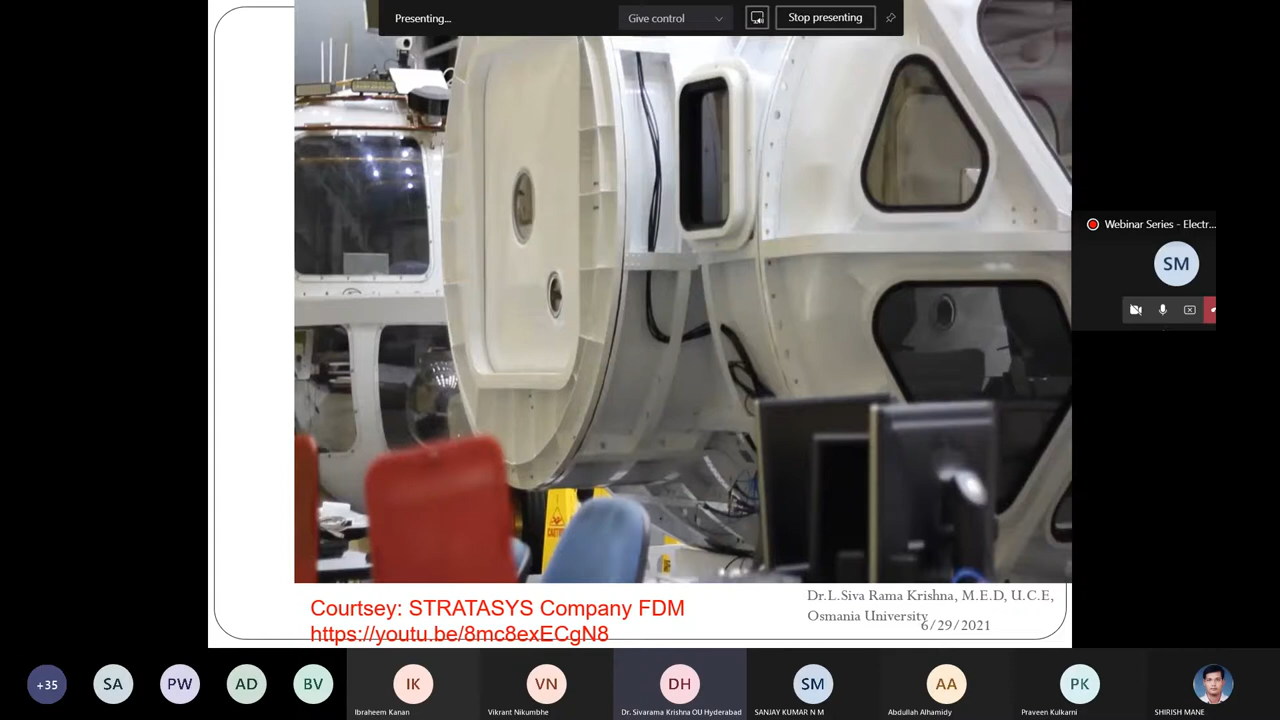 Presenting...
Give control
Stop presenting
Webinar Series - Electr...
SM
CAUTION
Courtsey: STRATASYS Company FDM
https://youtu.be/8mc8exECgN8
Dr.L.Siva Rama Krishna, M.E.D, U.C.E,
Osmania University
6/29/2021
+35
SA
PW
AD
BV
IK
Ibraheem Kanan
VN
Vikrant Nikumbhe
DH
Dr. Sivarama Krishna OU Hyderabad
SM
SANJAY KUMAR N M
AA
Abdullah Alhamidy
PK
Praveen Kulkarni
SHIRISH MANE